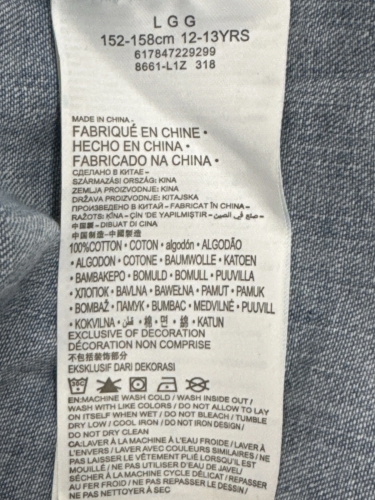 L G G
152-158cm 12-13YRS
617847229299
8661-L1Z 318
MADE IN CHINA •
FABRIQUÉ EN CHINE •
HECHO EN CHINA •
FABRICADO NA CHINA •
СДЕЛАНО В КИТАЕ •
SZÁRMAZÁSI ORSZÁG: KINA
ZEMLJA PROIZVODNJE: KITAJSKA
DRŽAVA PROIZVODNJE: KINA
ПРОИЗВЕДЕНО В КИТАЙ • FABRICAT ÎN CHINA •
RAŽOTS: ĶĪNA • ÇİN 'DE YAPILMIŞTIR • صنع في الصين •
中国製 • DIBUAT DI CINA
中国制造 • 中國製造
100%COTTON • COTON • algodón • ALGODÃO
• ALGODON • COTONE • BAUMWOLLE • KATOEN
• ΒΑΜΒΑΚΕΡΟ • BOMULD • BOMULL • PUUVILLA
• ХЛОПОК • BAVLNA • BAWEŁNA • PAMUT • PAMUK
• BOMBAŽ • ПАМУК • BUMBAC • MEDVILNĖ • PUUVILL
• KOKVILNA • قطن • 棉 • 면 • 綿 • KATUN
EXCLUSIVE OF DECORATION
DÉCORATION NON COMPRISE
不包括装饰部分
EKSKLUSIF DARI DEKORASI
EN:MACHINE WASH COLD / WASH INSIDE OUT /
WASH WITH LIKE COLORS / DO NOT ALLOW TO LAY
ON ITSELF WHEN WET / DO NOT BLEACH / TUMBLE
DRY LOW / COOL IRON / DO NOT IRON DESIGN /
DO NOT DRY CLEAN
CA:LAVER À LA MACHINE À L'EAU FROIDE / LAVER À
L'ENVERS / LAVER AVEC COULEURS SIMILAIRES / NE
PAS LAISSER LE VÊTEMENT PLIÉ LORSQU'IL EST
MOUILLÉ / NE PAS UTILISER D'EAU DE JAVEL /
SÉCHER À LA MACHINE CYCLE DÉLICAT / REPASSER
AU FER FROID / NE PAS REPASSER LE DESSIN /
NE PAS NETTOYER À SEC